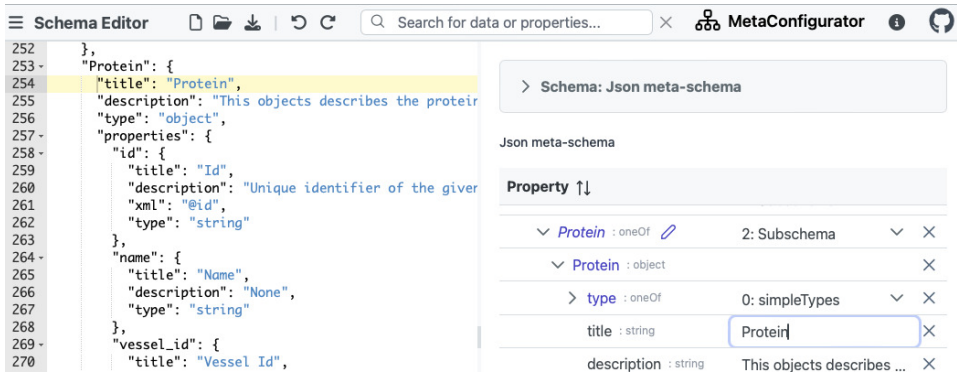 Schema Editor
Search for data or properties...
MetaConfigurator
252 },
253 "Protein": {
254 "title": "Protein",
255 "description": "This objects describes the protein
256 "type": "object",
257 "properties": {
258 "id": {
259 "title": "Id",
260 "description": "Unique identifier of the given
261 "xml": "@id",
262 "type": "string"
263 },
264 "name": {
265 "title": "Name",
266 "description": "None",
267 "type": "string"
268 },
269 "vessel_id": {
270 "title": "Vessel Id",
Schema: Json meta-schema
Json meta-schema
Property
Protein : oneOf 2: Subschema
Protein : object
type : oneOf 0: simpleTypes
title : string Protein
description : string This objects describes ...